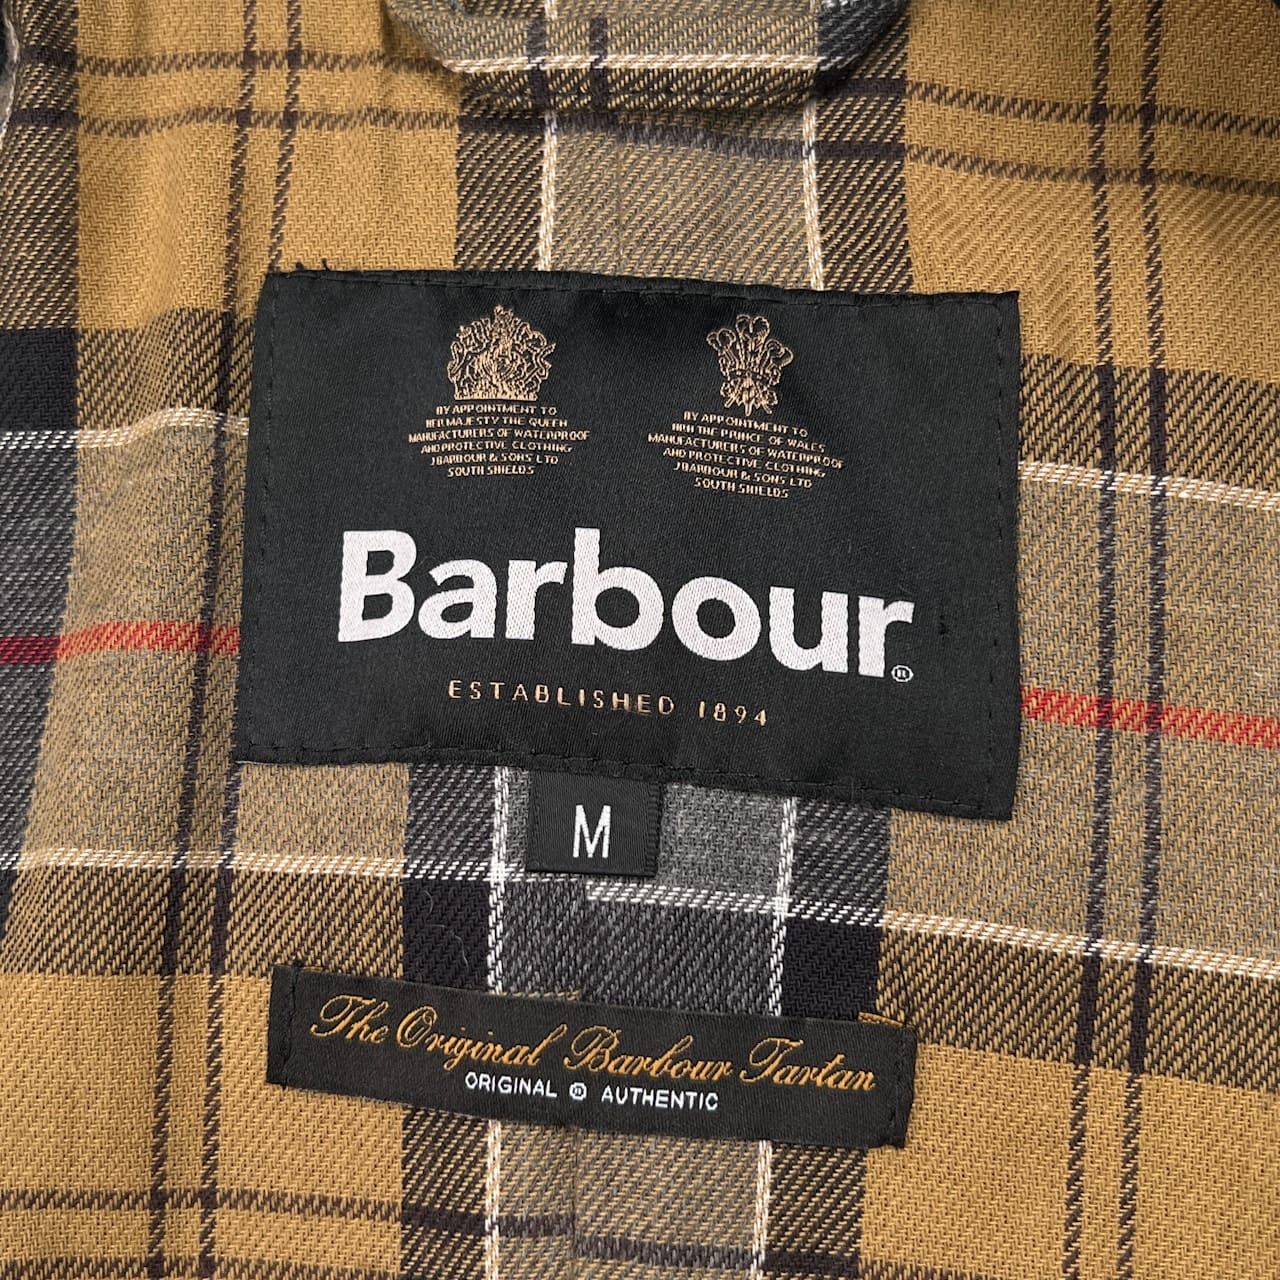 BY APPOINTMENT TO
HER MAJESTY THE QUEEN
MANUFACTURERS OF WATERPROOF
AND PROTECTIVE CLOTHING
J BARBOUR & SONS LTD
SOUTH SHIELDS
BY APPOINTMENT TO
HRH THE PRINCE OF WALES
MANUFACTURERS OF WATERPROOF
AND PROTECTIVE CLOTHING
J BARBOUR & SONS LTD
SOUTH SHIELDS
Barbour®
ESTABLISHED 1894
M
The Original Barbour Tartan
ORIGINAL ® AUTHENTIC